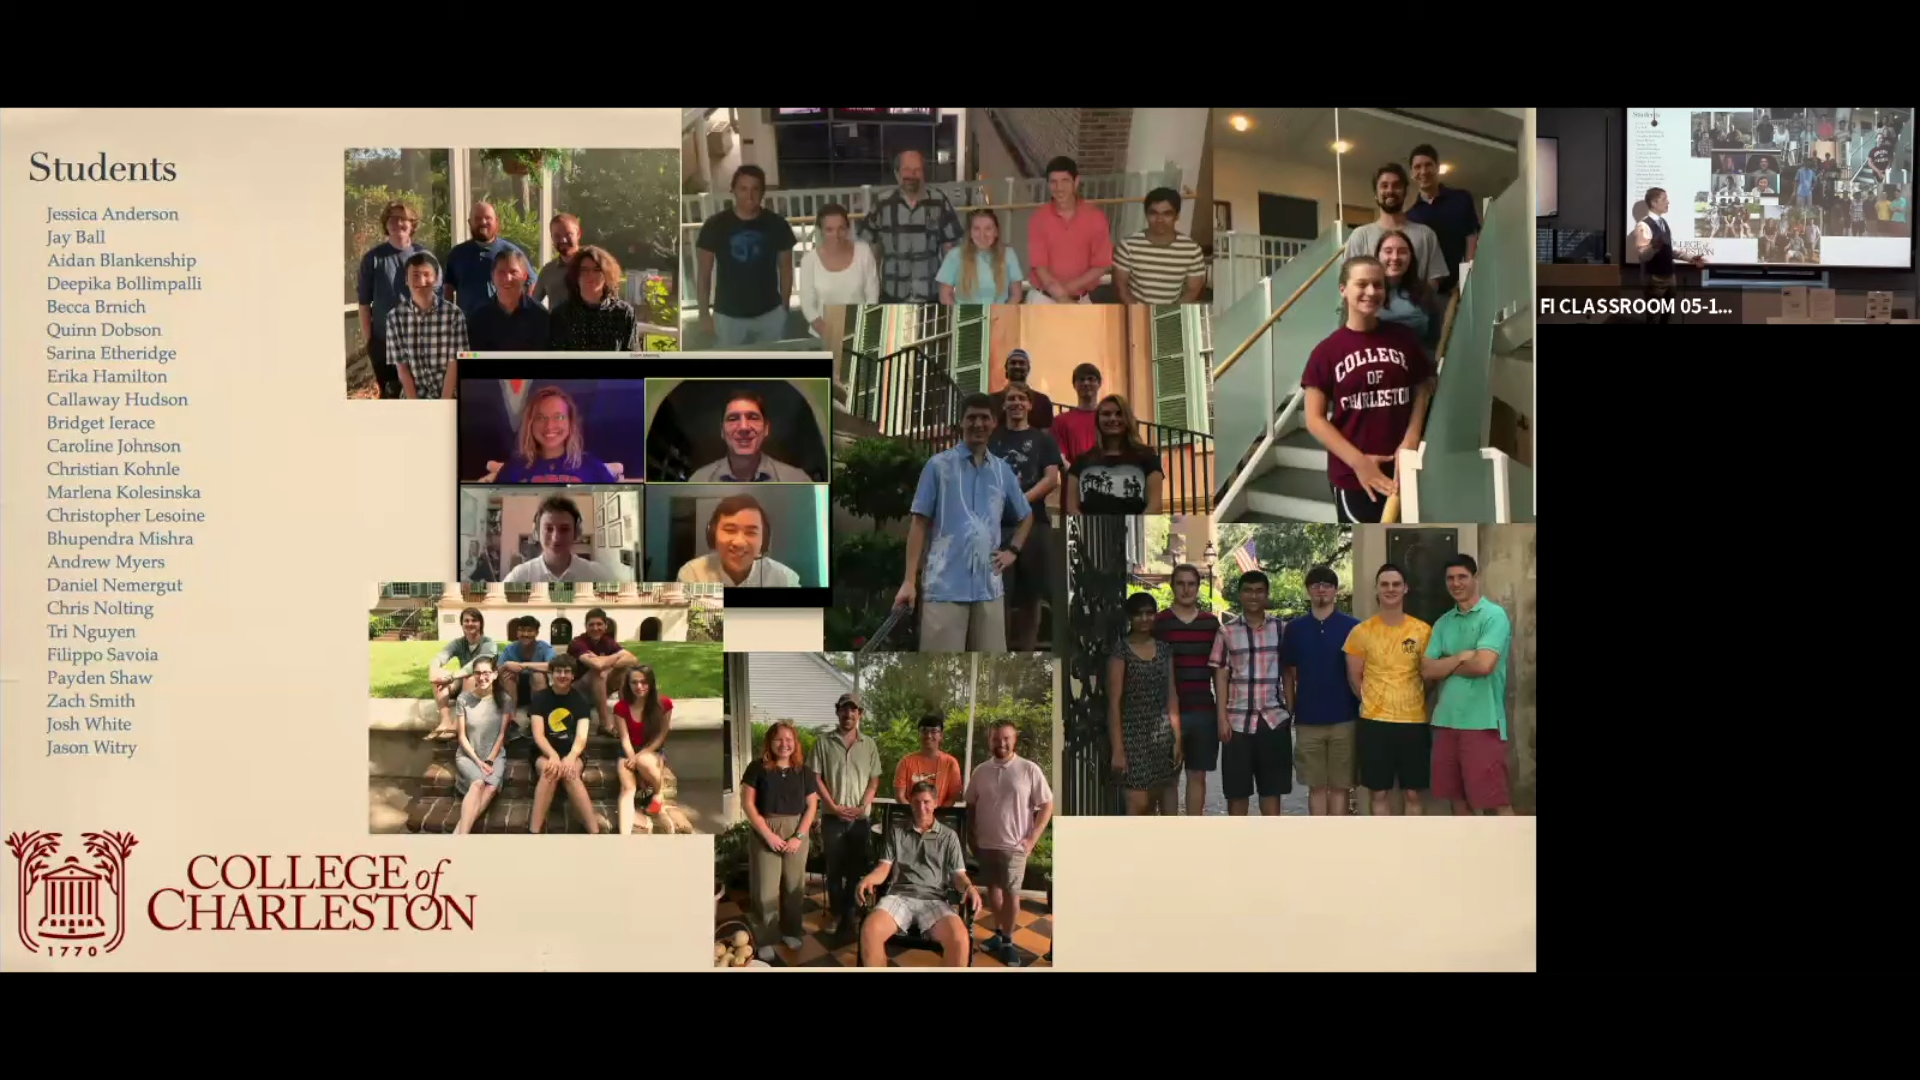 Students
Jessica Anderson
Jay Ball
Aidan Blankenship
Deepika Bollimpalli
Becca Brnich
Quinn Dobson
Sarina Etheridge
Erika Hamilton
Callaway Hudson
Bridget Ierace
Caroline Johnson
Christian Kohnle
Marlena Kolesinska
Christopher Lesoine
Bhupendra Mishra
Andrew Myers
Daniel Nemergut
Chris Nolting
Tri Nguyen
Filippo Savoia
Payden Shaw
Zach Smith
Josh White
Jason Witry
COLLEGE of
CHARLESTON
1770
COLLEGE
OF
CHARLESTON
FI CLASSROOM 05-1...